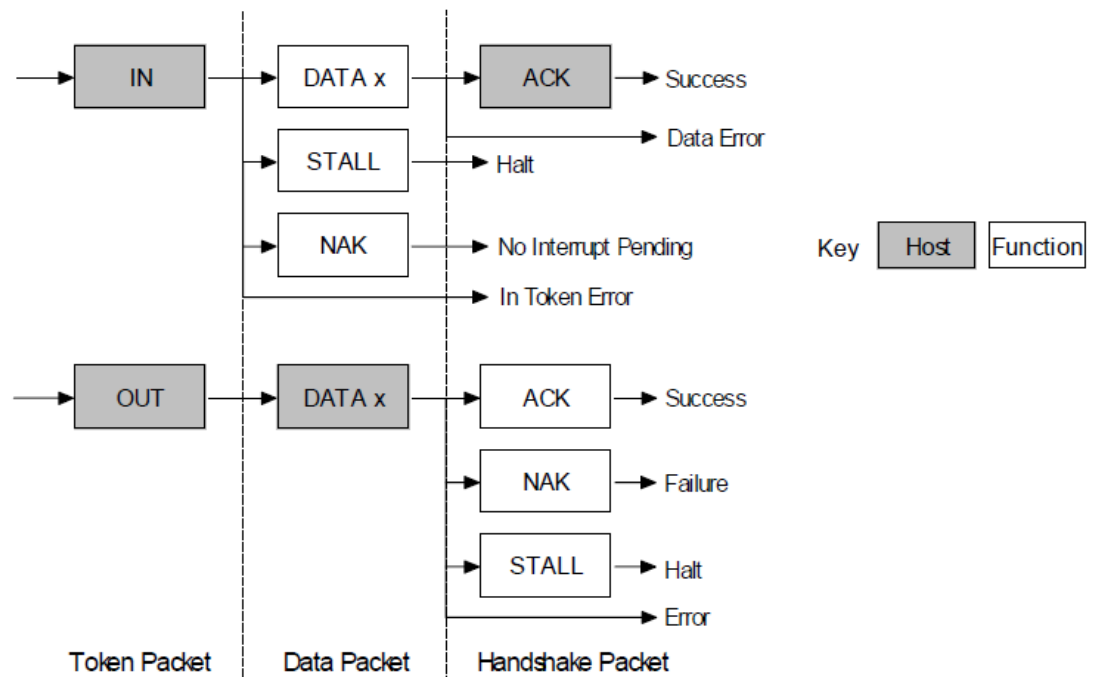 IN
DATA x
ACK
Success
Data Error
STALL
Halt
NAK
No Interrupt Pending
In Token Error
Key
Host
Function
OUT
DATA x
ACK
Success
NAK
Failure
STALL
Halt
Error
Token Packet
Data Packet
Handshake Packet